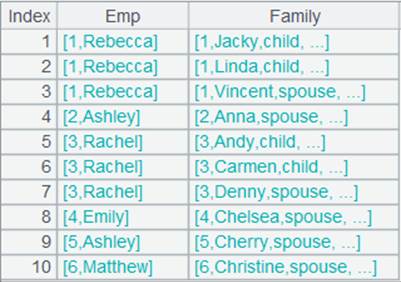 Index Emp Family
1 [1,Rebecca] [1,Jacky,child, ...]
2 [1,Rebecca] [1,Linda,child, ...]
3 [1,Rebecca] [1,Vincent,spouse, ...]
4 [2,Ashley] [2,Anna,spouse, ...]
5 [3,Rachel] [3,Andy,child, ...]
6 [3,Rachel] [3,Carmen,child, ...]
7 [3,Rachel] [3,Denny,spouse, ...]
8 [4,Emily] [4,Chelsea,spouse, ...]
9 [5,Ashley] [5,Cherry,spouse, ...]
10 [6,Matthew] [6,Christine,spouse, ...]